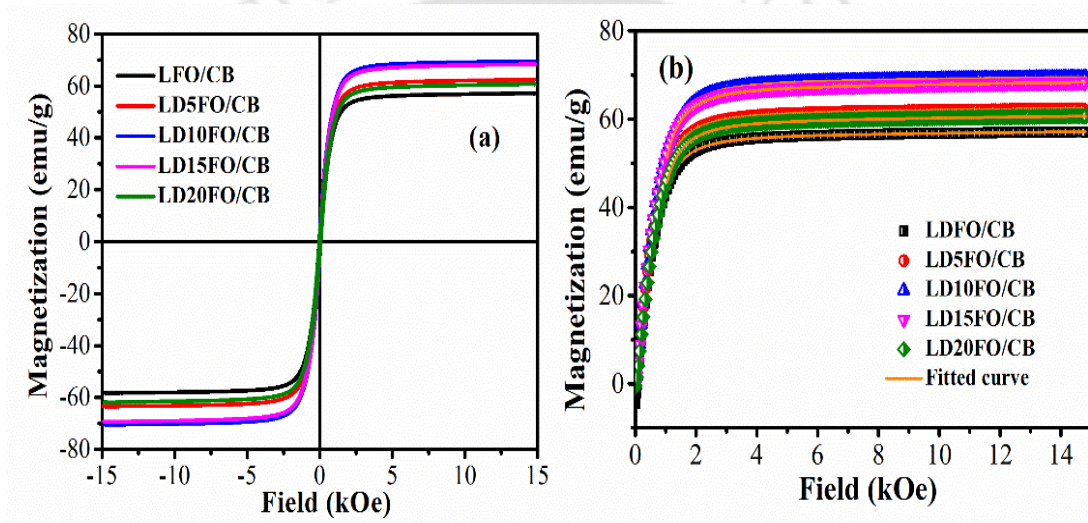 80
60
40
20
0
-20
-40
-60
-80
Magnetization (emu/g)
LFO/CB
LD5FO/CB
LD10FO/CB
LD15FO/CB
LD20FO/CB
(a)
-15 -10 -5 0 5 10 15
Field (kOe)
80
60
40
20
0
Magnetization (emu/g)
(b)
LDFO/CB
LD5FO/CB
LD10FO/CB
LD15FO/CB
LD20FO/CB
Fitted curve
0 2 4 6 8 10 12 14
Field (kOe)